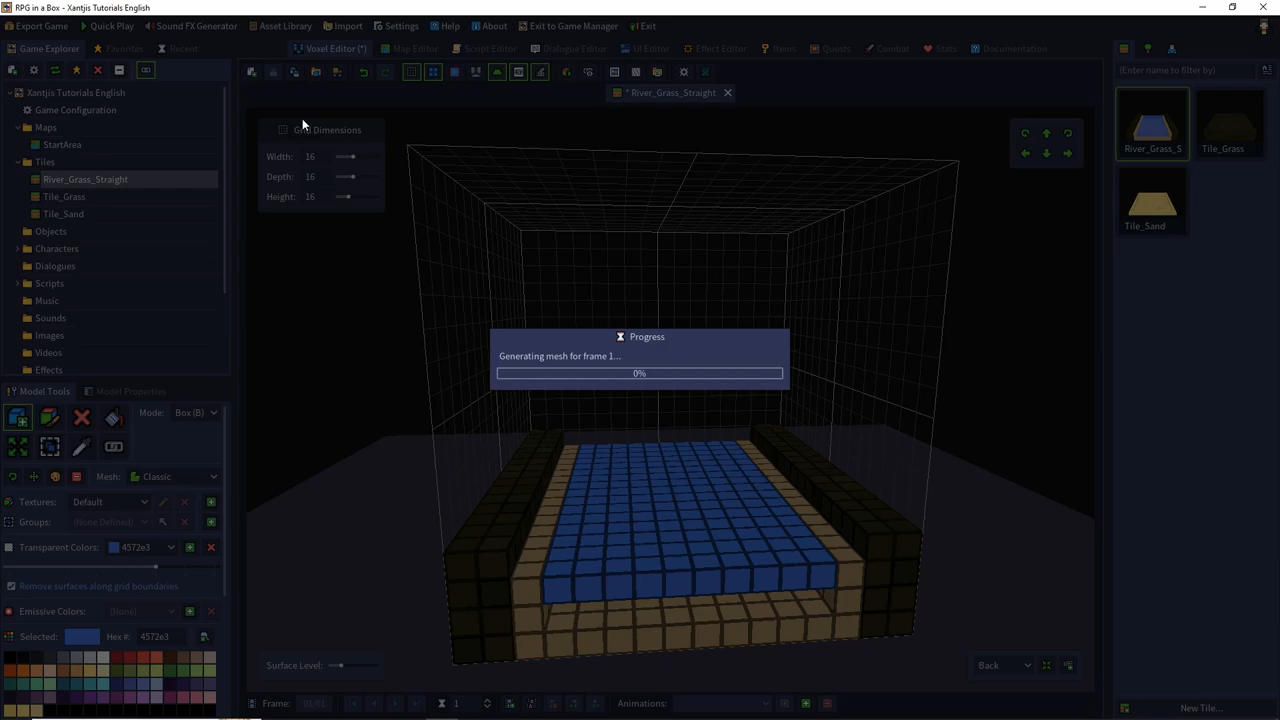 RPG in a Box - Xantjis Tutorials English
Export Game Quick Play Sound FX Generator Asset Library Import Settings Help About Exit to Game Manager Exit
Game Explorer Favorites Recent
Voxel Editor (*) Map Editor Script Editor Dialogue Editor UI Editor Effect Editor Items Quests Combat Stats Documentation
(Enter name to filter by)
* River_Grass_Straight
Xantjis Tutorials English
Game Configuration
Maps
StartArea
Tiles
River_Grass_Straight
Tile_Grass
Tile_Sand
Objects
Characters
Dialogues
Scripts
Music
Sounds
Images
Videos
Effects
Grid Dimensions
Width: 16
Depth: 16
Height: 16
Progress
Generating mesh for frame 1...
0%
River_Grass_S
Tile_Grass
Tile_Sand
Model Tools Model Properties
Mode: Box (B)
Mesh: Classic
Textures: Default
Groups: (None Defined)
Transparent Colors: 4572e3
Remove surfaces along grid boundaries
Emissive Colors: (None)
Selected: Hex #: 4572e3
Surface Level:
Back
Frame: 01/01 1 Animations:
New Tile...